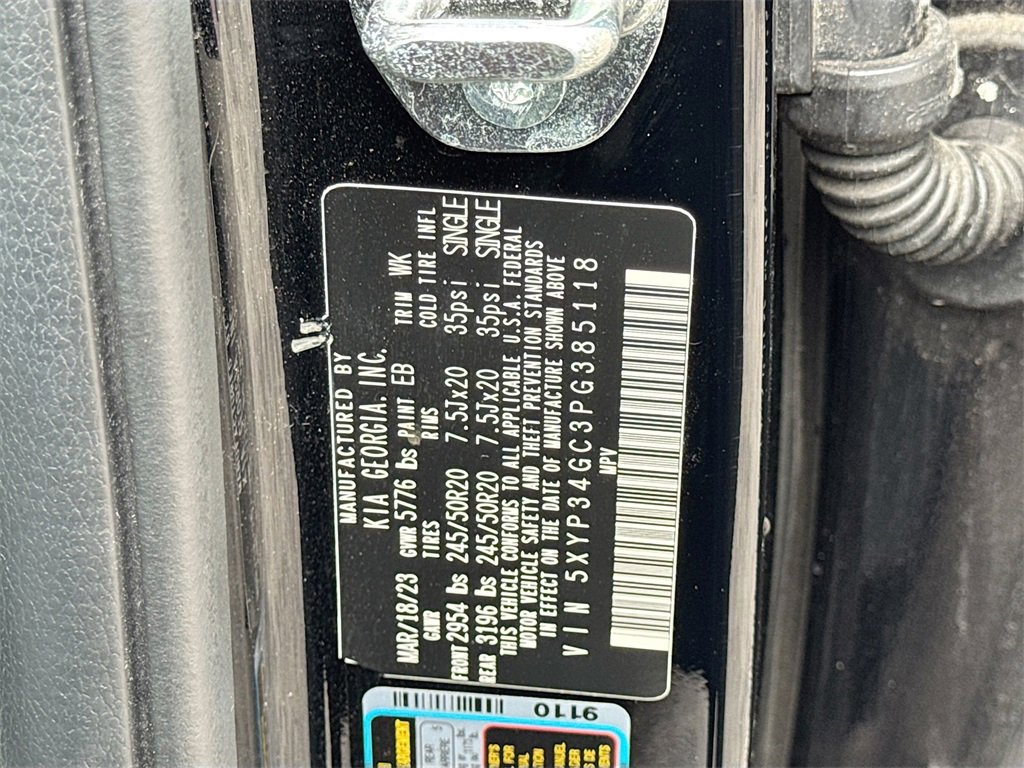 MANUFACTURED BY
KIA GEORGIA, INC.
MAR/18/23 GVWR 5776 lbs PAINT EB TRIM WK
GAWR TIRES RIMS COLD TIRE INFL
FRONT 2954 lbs 245/50R20 7.5Jx20 35psi SINGLE
REAR 3196 lbs 245/50R20 7.5Jx20 35psi SINGLE
THIS VEHICLE CONFORMS TO ALL APPLICABLE U.S.A. FEDERAL
MOTOR VEHICLE SAFETY AND THEFT PREVENTION STANDARDS
IN EFFECT ON THE DATE OF MANUFACTURE SHOWN ABOVE
VIN 5XYP34GC3PG385118
MPV
9110
REAR